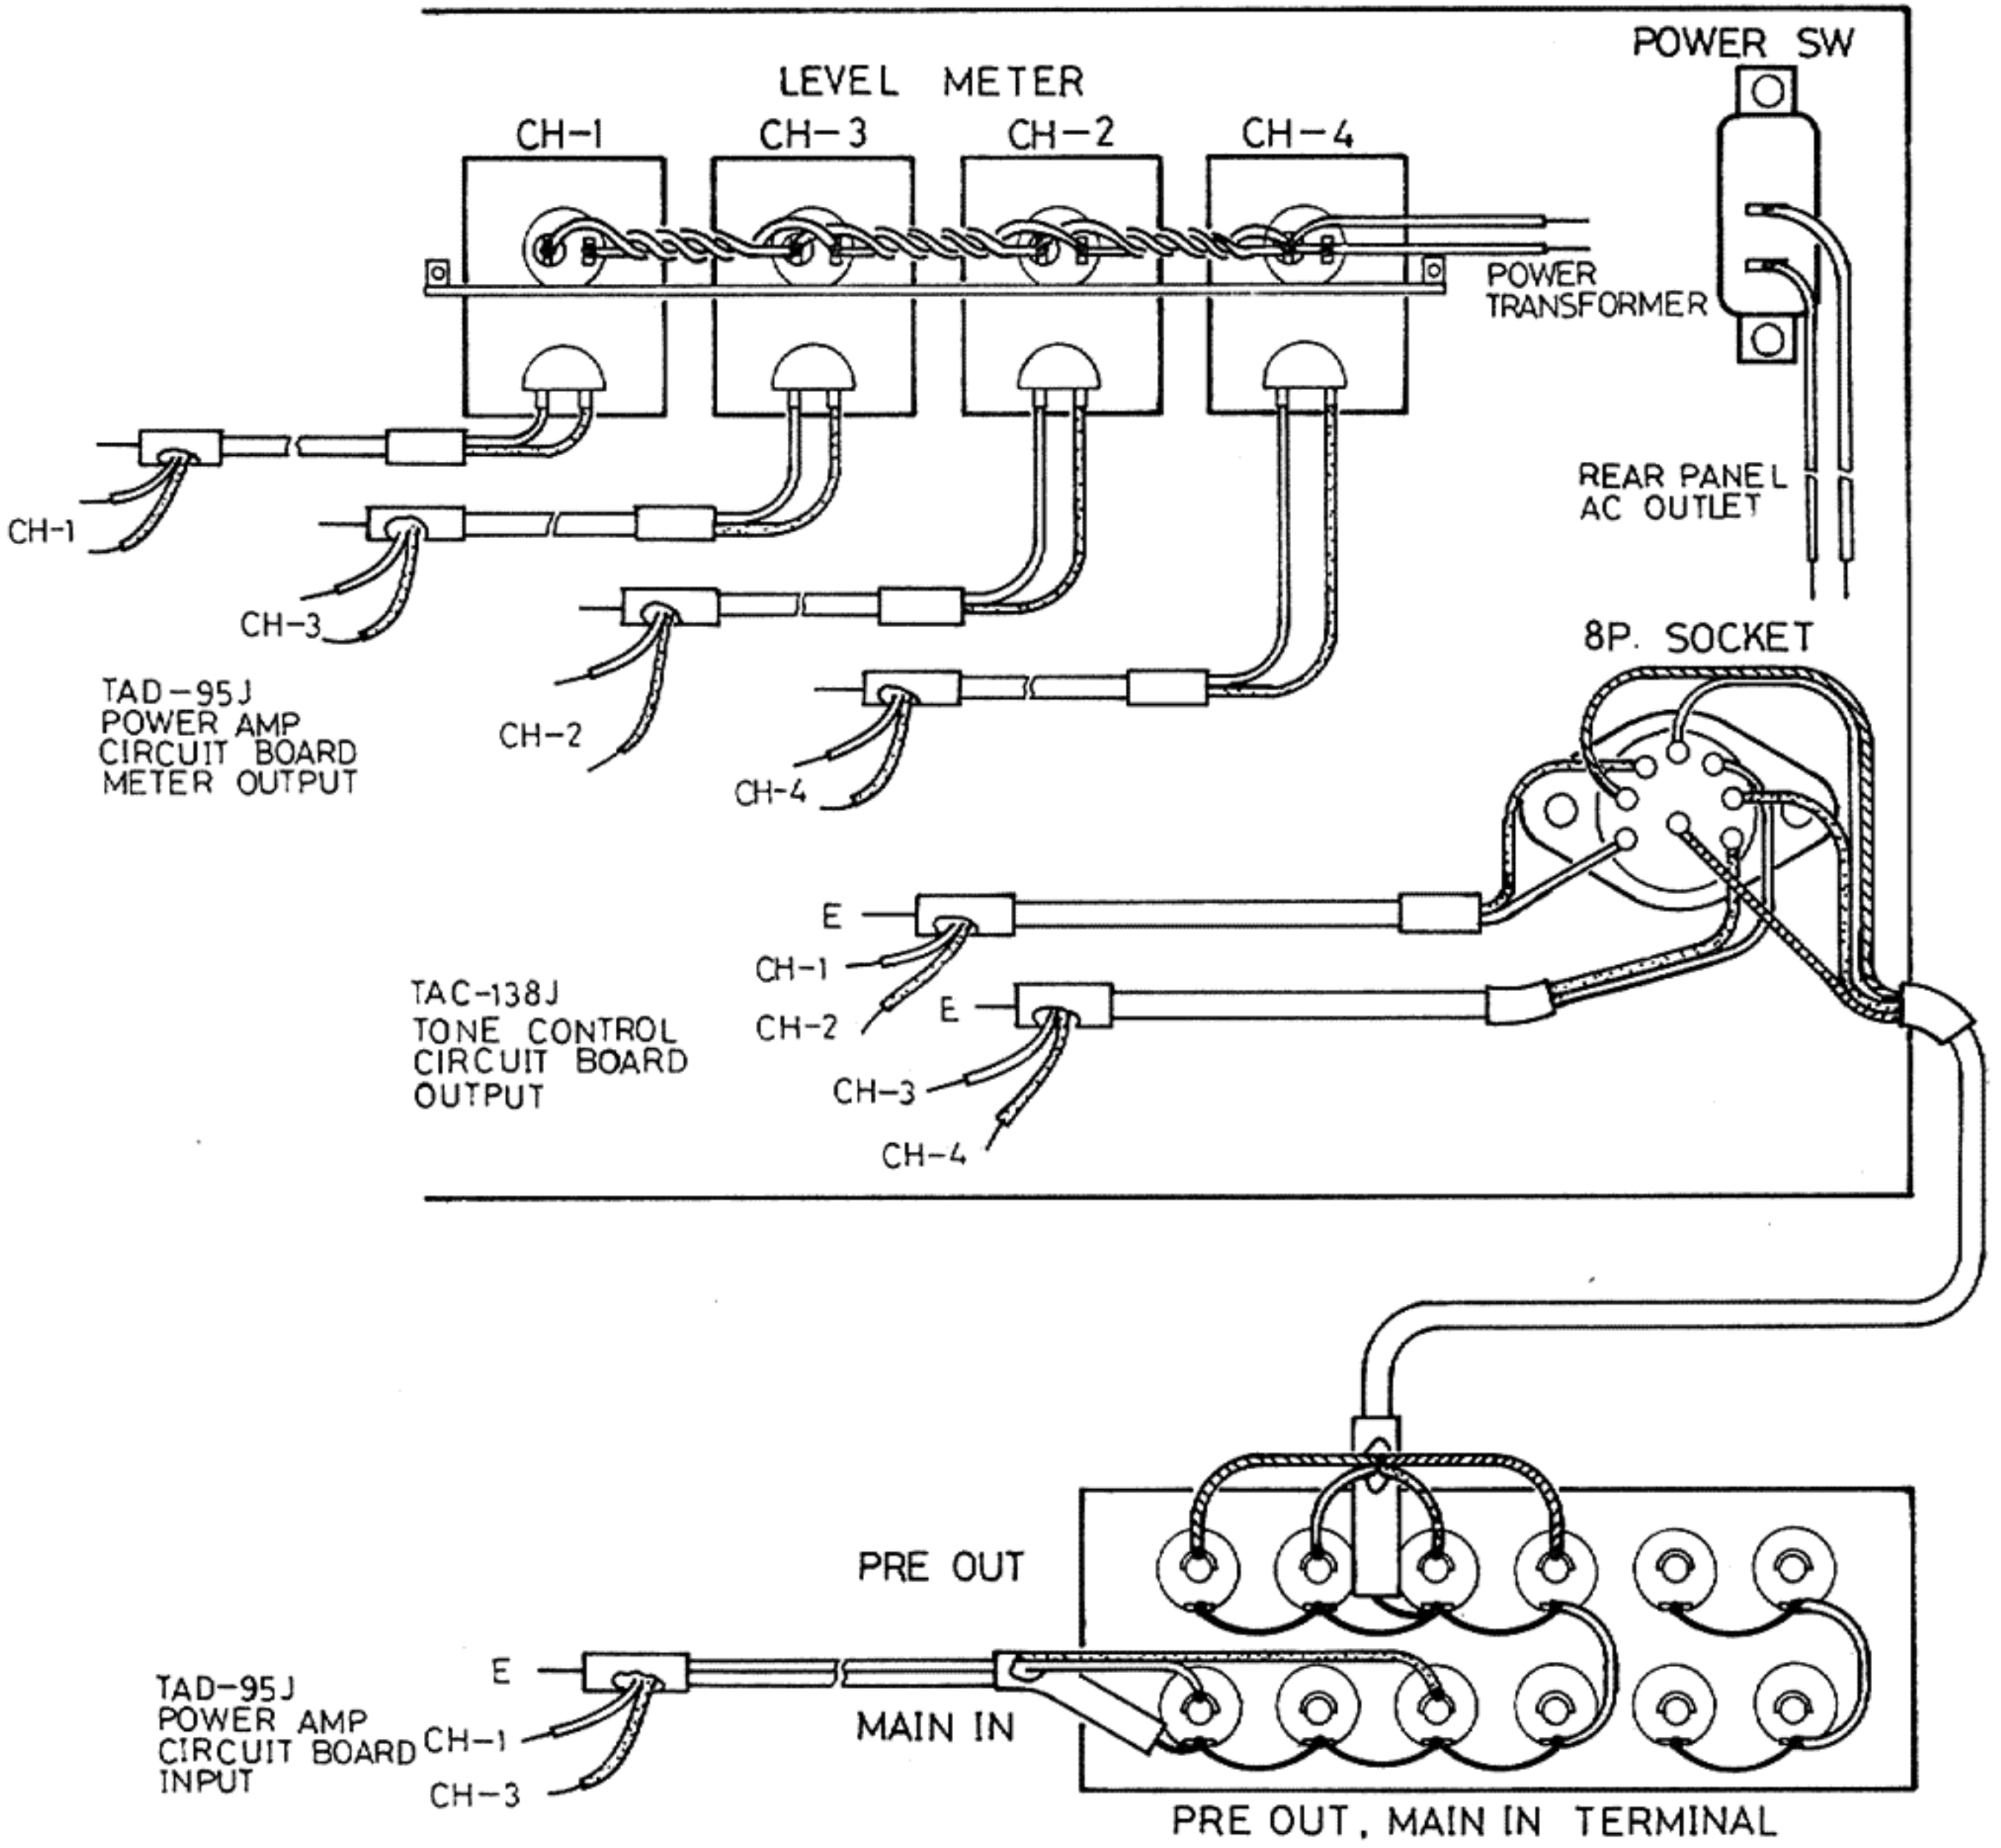 POWER SW
LEVEL METER
CH-1
CH-3
CH-2
CH-4
POWER
TRANSFORMER
REAR PANEL
AC OUTLET
CH-1
CH-3
CH-2
CH-4
TAD-95J
POWER AMP
CIRCUIT BOARD
METER OUTPUT
8P. SOCKET
E
CH-1
CH-2
E
CH-3
CH-4
TAC-138J
TONE CONTROL
CIRCUIT BOARD
OUTPUT
PRE OUT
E
TAD-95J
POWER AMP
CIRCUIT BOARD
INPUT
CH-1
CH-3
MAIN IN
PRE OUT, MAIN IN TERMINAL